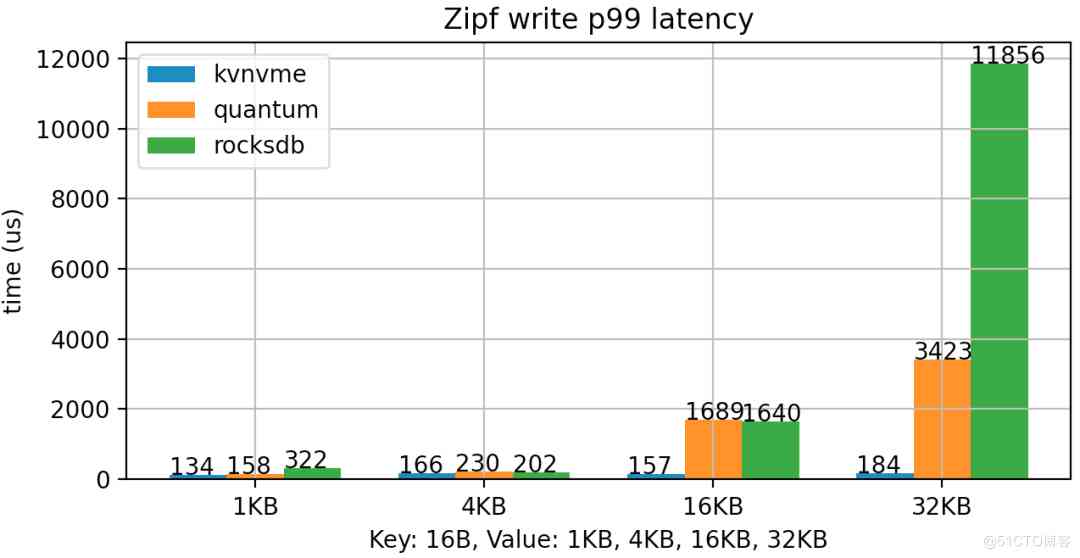 Zipf write p99 latency
12000
10000
8000
6000
4000
2000
0
time (us)
kvnvme
quantum
rocksdb
134 158 322
166 230 202
157 1689 1640
184 3423 11856
1KB 4KB 16KB 32KB
Key: 16B, Value: 1KB, 4KB, 16KB, 32KB
@51CTO博客